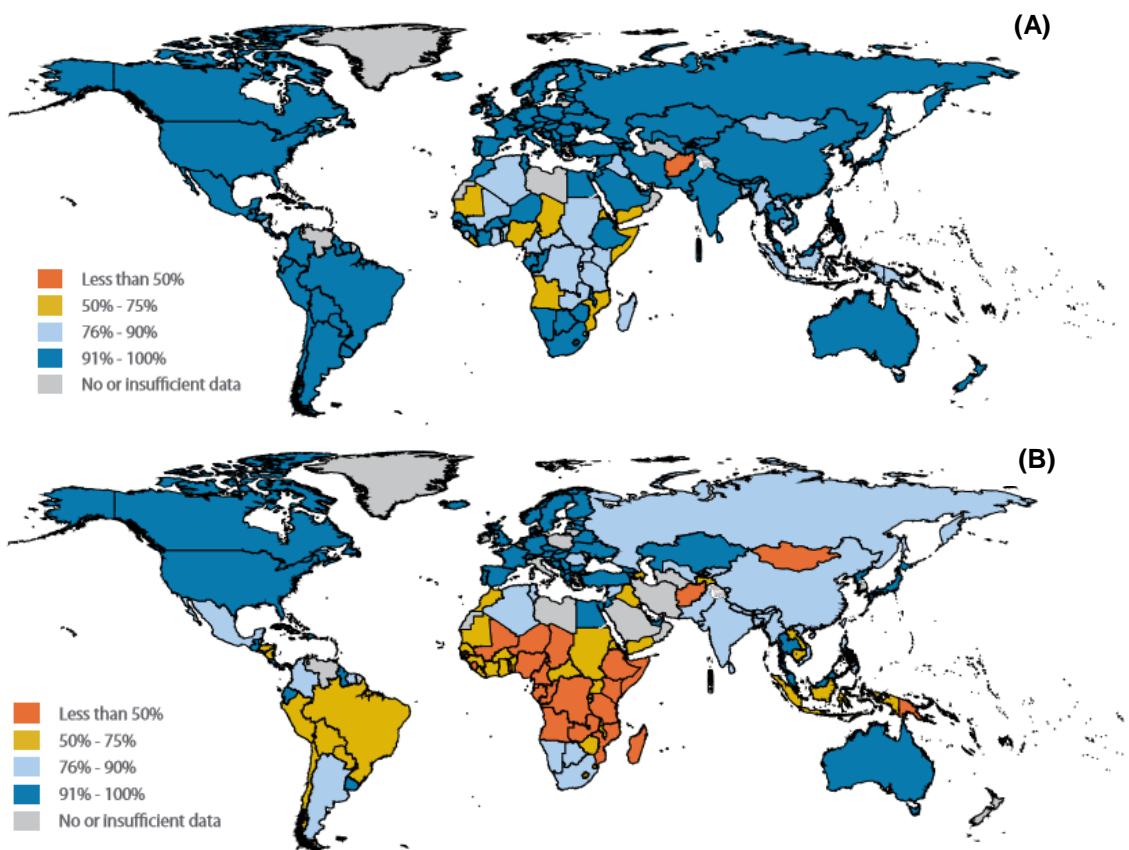 (A)
Less than 50%
50% - 75%
76% - 90%
91% - 100%
No or insufficient data
(B)
Less than 50%
50% - 75%
76% - 90%
91% - 100%
No or insufficient data